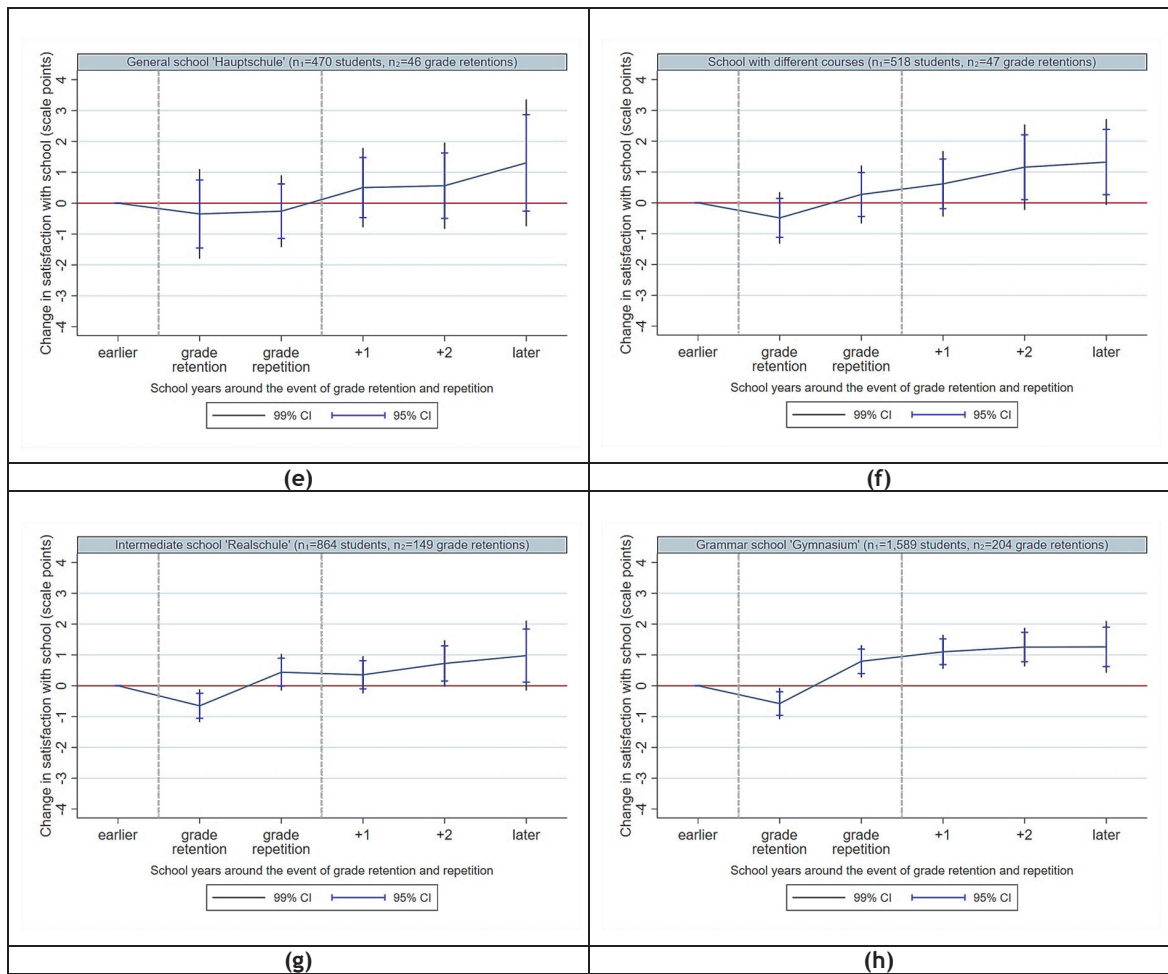 General school 'Hauptschule' (n₁=470 students, n₂=46 grade retentions)
Change in satisfaction with school (scale points)
4
3
2
1
0
-1
-2
-3
-4
earlier
grade
retention
grade
repetition
+1
+2
later
School years around the event of grade retention and repetition
99% CI
95% CI
(e)
School with different courses (n₁=518 students, n₂=47 grade retentions)
Change in satisfaction with school (scale points)
4
3
2
1
0
-1
-2
-3
-4
earlier
grade
retention
grade
repetition
+1
+2
later
School years around the event of grade retention and repetition
99% CI
95% CI
(f)
Intermediate school 'Realschule' (n₁=864 students, n₂=149 grade retentions)
Change in satisfaction with school (scale points)
4
3
2
1
0
-1
-2
-3
-4
earlier
grade
retention
grade
repetition
+1
+2
later
School years around the event of grade retention and repetition
99% CI
95% CI
(g)
Grammar school 'Gymnasium' (n₁=1,589 students, n₂=204 grade retentions)
Change in satisfaction with school (scale points)
4
3
2
1
0
-1
-2
-3
-4
earlier
grade
retention
grade
repetition
+1
+2
later
School years around the event of grade retention and repetition
99% CI
95% CI
(h)